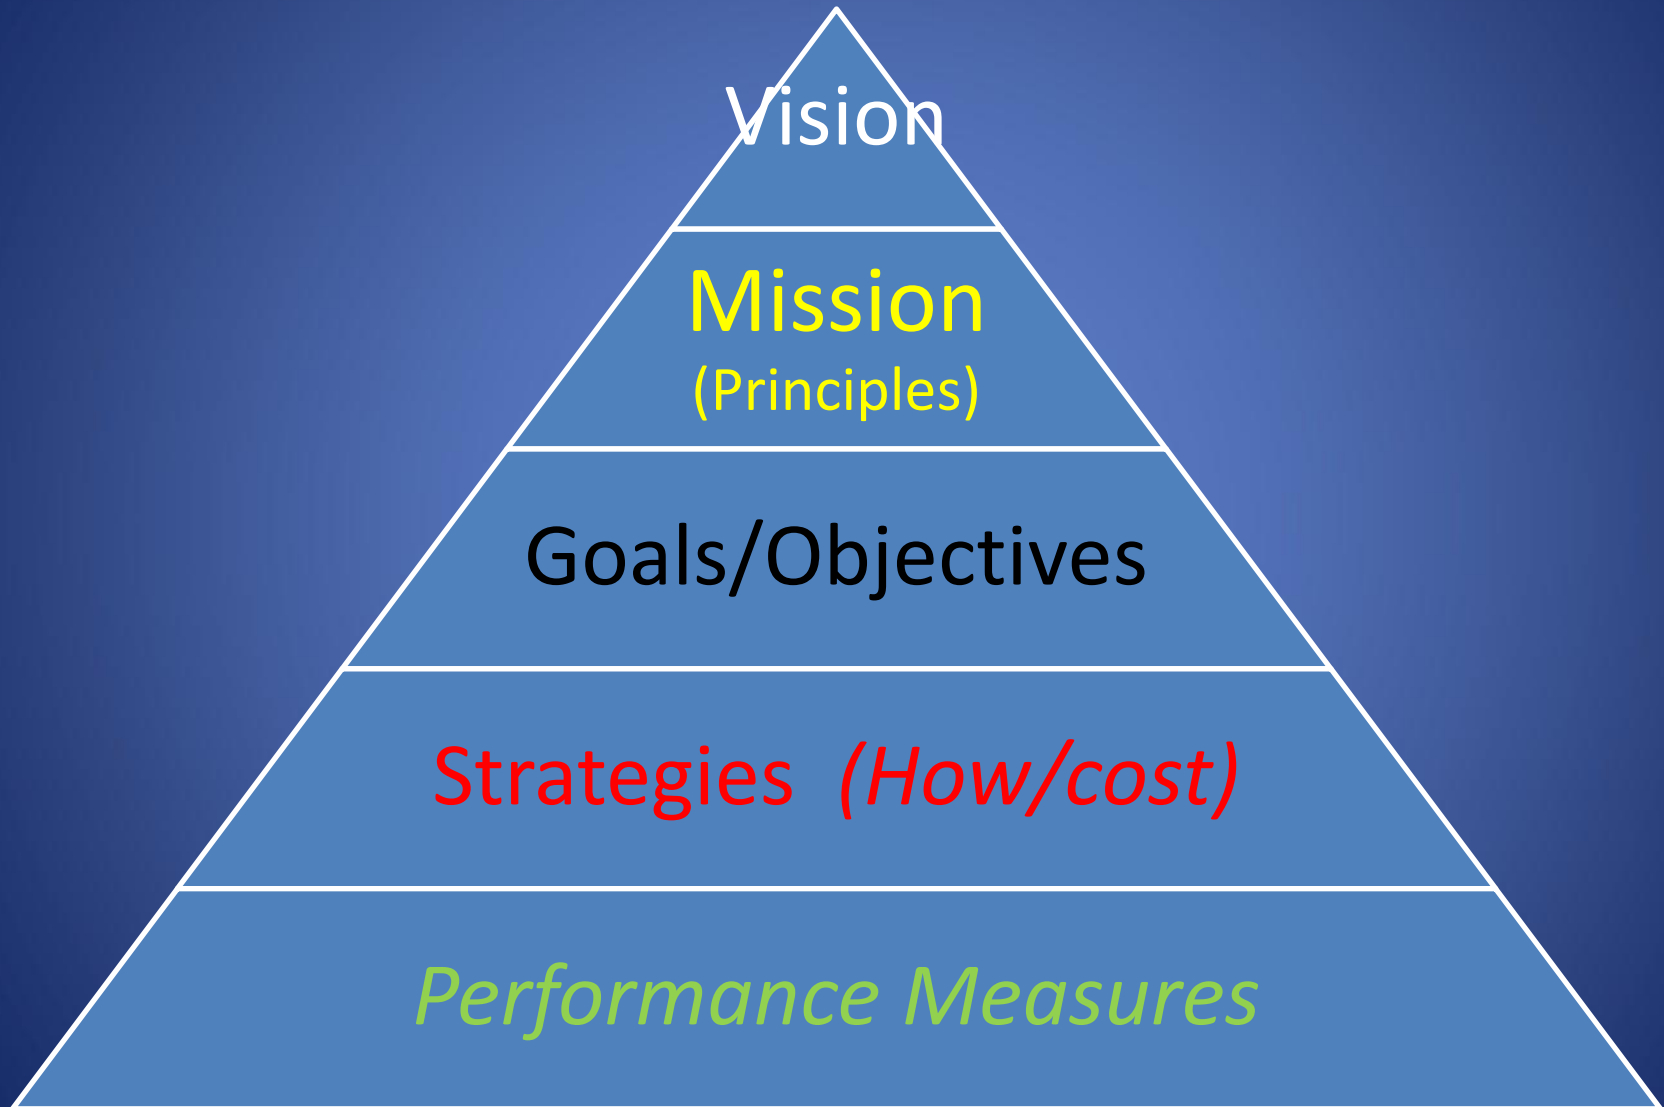 Vision
Mission
(Principles)
Goals/Objectives
Strategies (How/cost)
Performance Measures